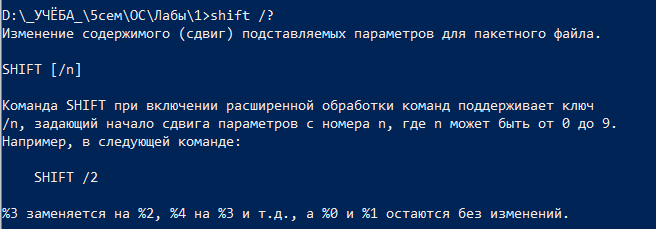 D:\_УЧЁБА_\5сем\ОС\Лабы\1>shift /?
Изменение содержимого (сдвиг) подставляемых параметров для пакетного файла.
SHIFT [/n]
Команда SHIFT при включении расширенной обработки команд поддерживает ключ
/n, задающий начало сдвига параметров с номера n, где n может быть от 0 до 9.
Например, в следующей команде:
SHIFT /2
%3 заменяется на %2, %4 на %3 и т.д., а %0 и %1 остаются без изменений.